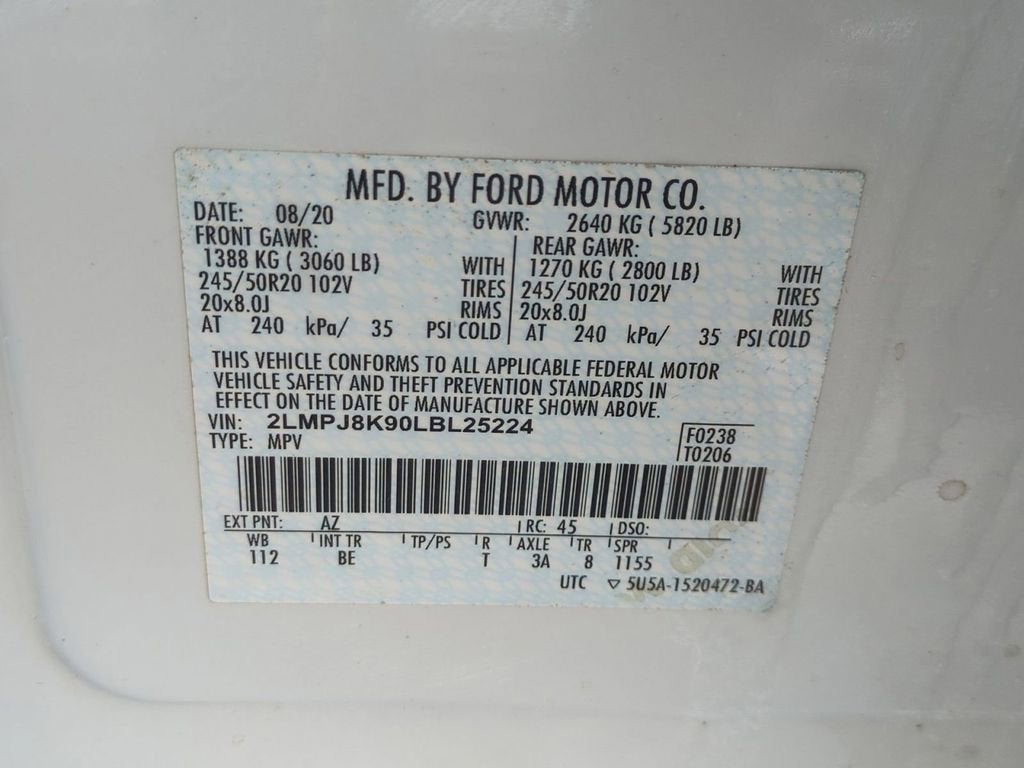 MFD. BY FORD MOTOR CO.
DATE: 08/20 GVWR: 2640 KG ( 5820 LB)
FRONT GAWR: REAR GAWR:
1388 KG ( 3060 LB) WITH 1270 KG ( 2800 LB) WITH
245/50R20 102V TIRES 245/50R20 102V TIRES
20x8.0J RIMS 20x8.0J RIMS
AT 240 kPa/ 35 PSI COLD AT 240 kPa/ 35 PSI COLD
THIS VEHICLE CONFORMS TO ALL APPLICABLE FEDERAL MOTOR
VEHICLE SAFETY AND THEFT PREVENTION STANDARDS IN
EFFECT ON THE DATE OF MANUFACTURE SHOWN ABOVE.
VIN: 2LMPJ8K90LBL25224 F0238
TYPE: MPV T0206
EXT PNT: AZ RC: 45 DSO:
WB INT TR TP/PS R AXLE TR SPR
112 BE T 3A 8 1155
UTC ▽ 5U5A-1520472-BA